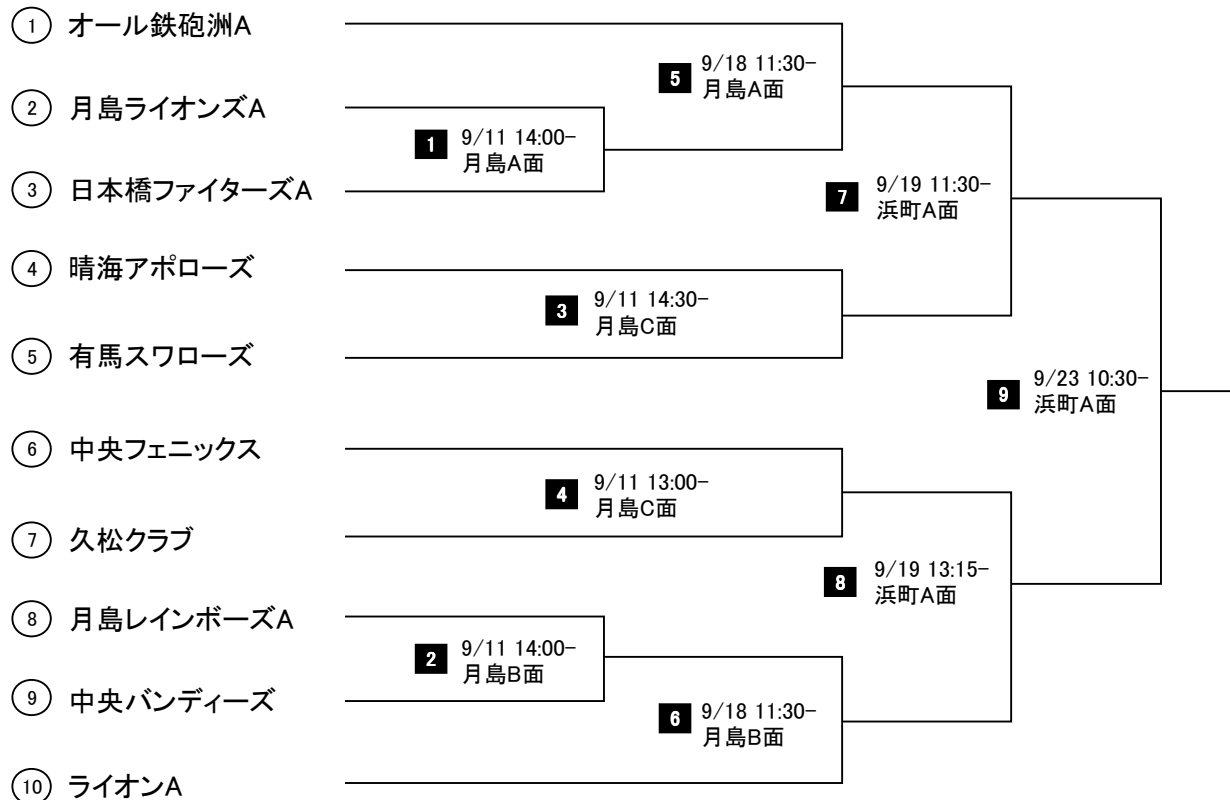 1 オール鉄砲洲A
5 9/18 11:30-
月島A面
2 月島ライオンズA
1 9/11 14:00-
月島A面
3 日本橋ファイターズA
7 9/19 11:30-
浜町A面
4 晴海アポローズ
3 9/11 14:30-
月島C面
5 有馬スワローズ
9 9/23 10:30-
浜町A面
6 中央フェニックス
4 9/11 13:00-
月島C面
7 久松クラブ
8 9/19 13:15-
浜町A面
8 月島レインボーズA
2 9/11 14:00-
月島B面
9 中央バンディーズ
6 9/18 11:30-
月島B面
10 ライオンA